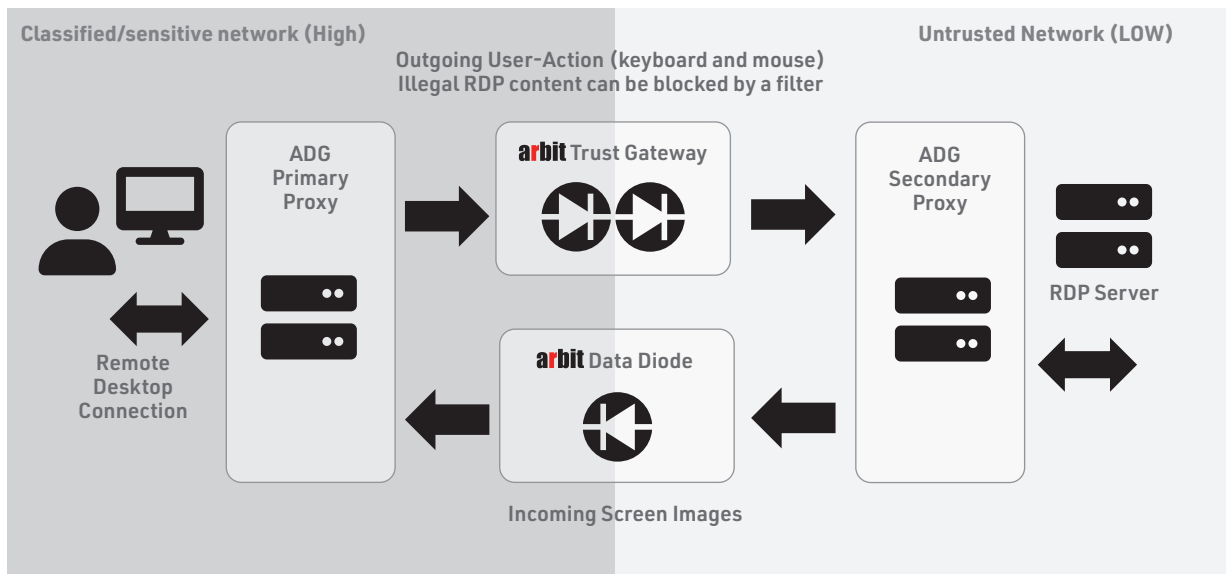 Classified/sensitive network (High)
Untrusted Network (LOW)
Outgoing User-Action (keyboard and mouse)
Illegal RDP content can be blocked by a filter
ADG
Primary
Proxy
arbit Trust Gateway
ADG
Secondary
Proxy
RDP Server
Remote
Desktop
Connection
arbit Data Diode
Incoming Screen Images